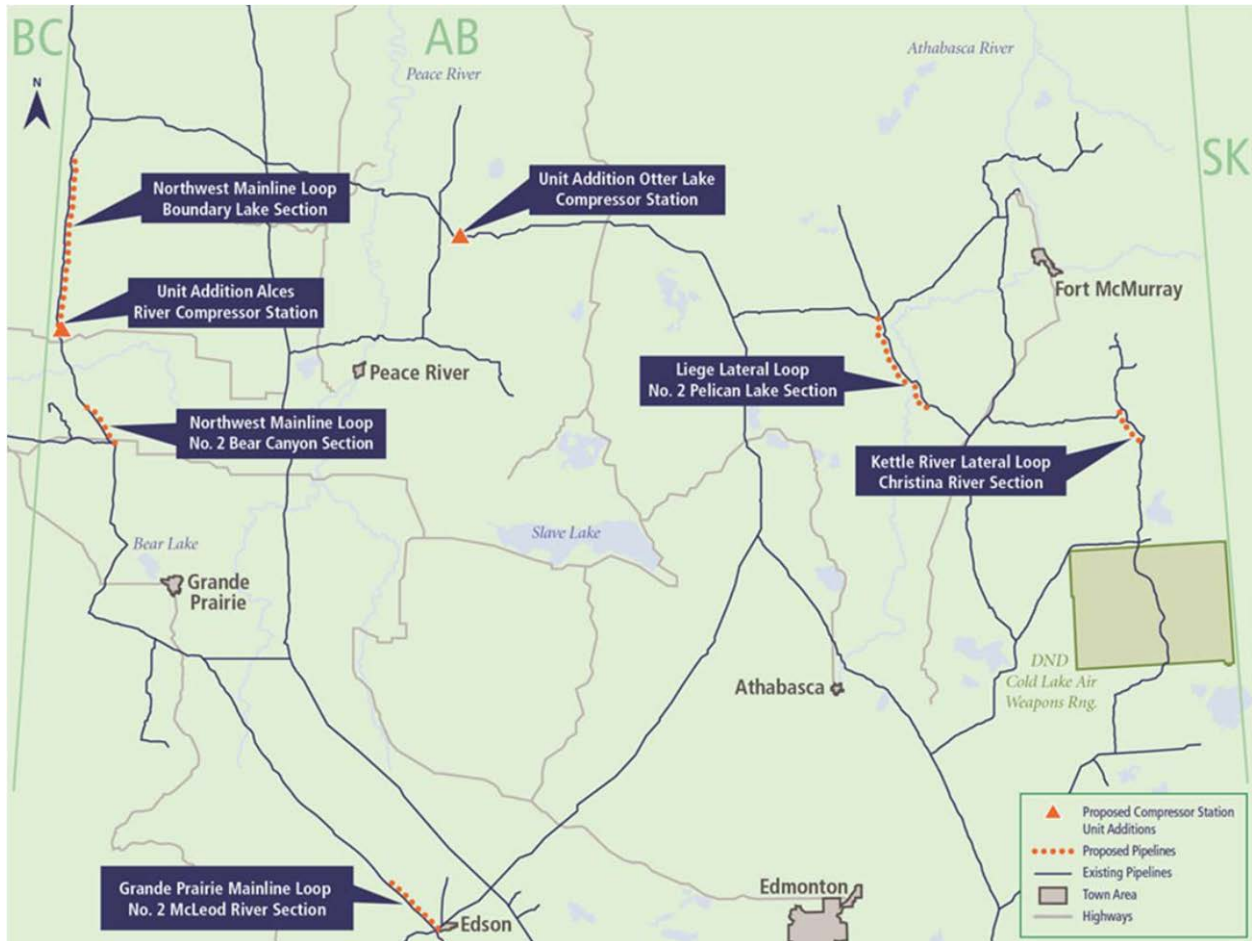 BC
AB
Peace River
Athabasca River
N
SK
Northwest Mainline Loop
Boundary Lake Section
Unit Addition Otter Lake
Compressor Station
Unit Addition Alces
River Compressor Station
Fort McMurray
Peace River
Liege Lateral Loop
No. 2 Pelican Lake Section
Northwest Mainline Loop
No. 2 Bear Canyon Section
Kettle River Lateral Loop
Christina River Section
Bear Lake
Slave Lake
Grande
Prairie
DND
Cold Lake Air
Weapons Rng.
Athabasca
Proposed Compressor Station
Unit Additions
Proposed Pipelines
Existing Pipelines
Town Area
Highways
Grande Prairie Mainline Loop
No. 2 McLeod River Section
Edson
Edmonton